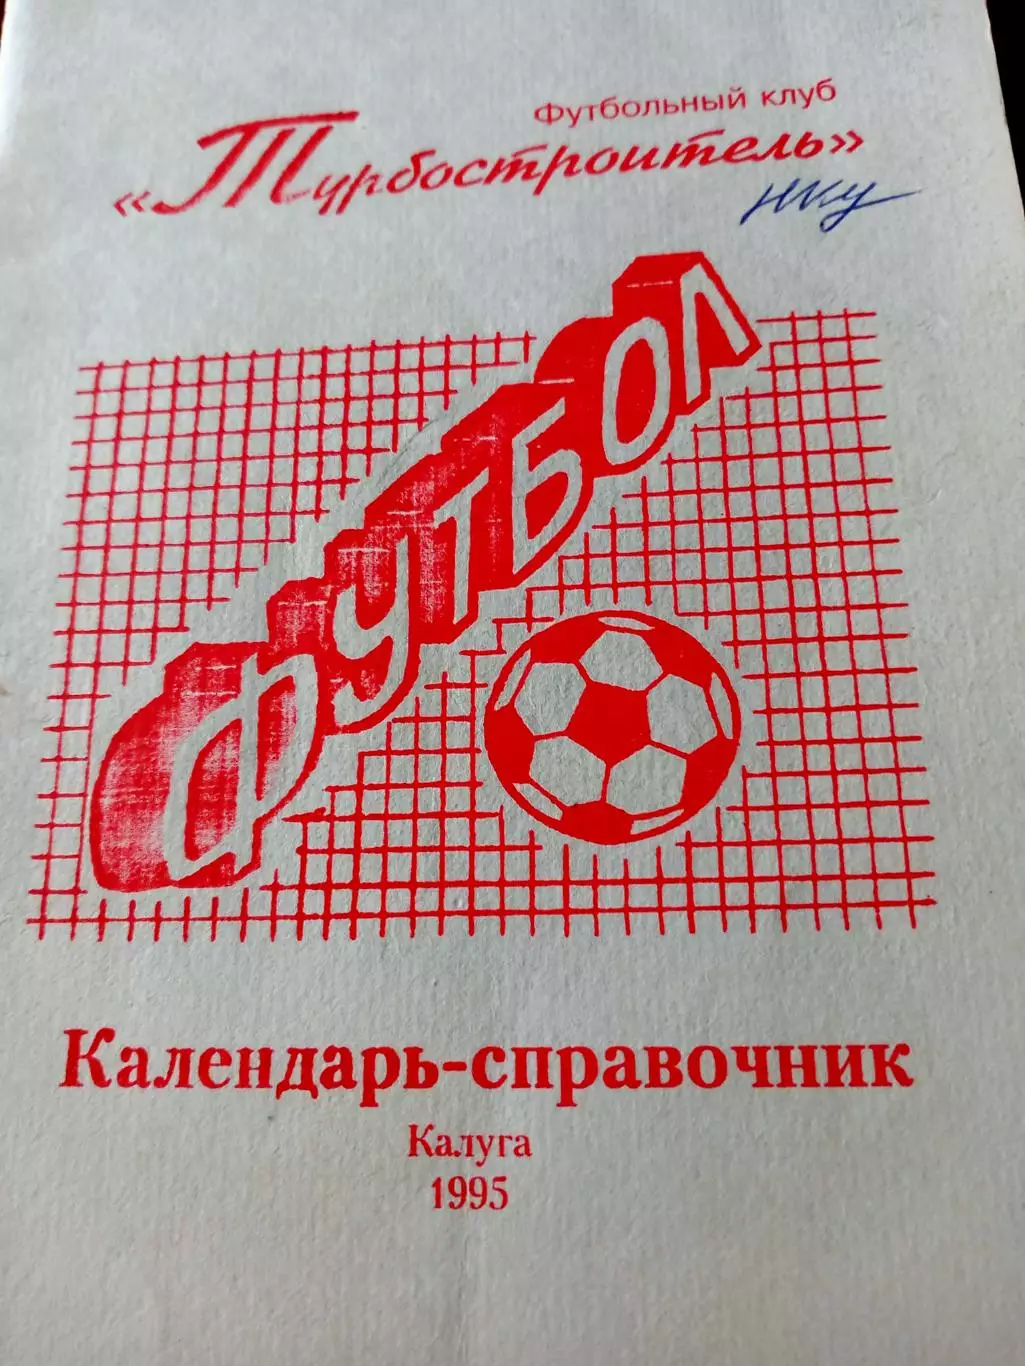 Футбольный клуб
«Турбостроитель»
ФУТБОЛ
Календарь-справочник
Калуга
1995